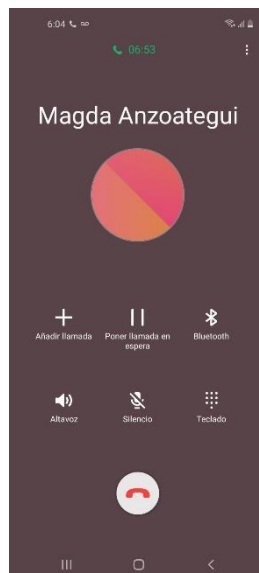 6:04
06:53
Magda Anzoategui
Añadir llamada
Poner llamada en
espera
Bluetooth
Altavoz
Silencio
Teclado